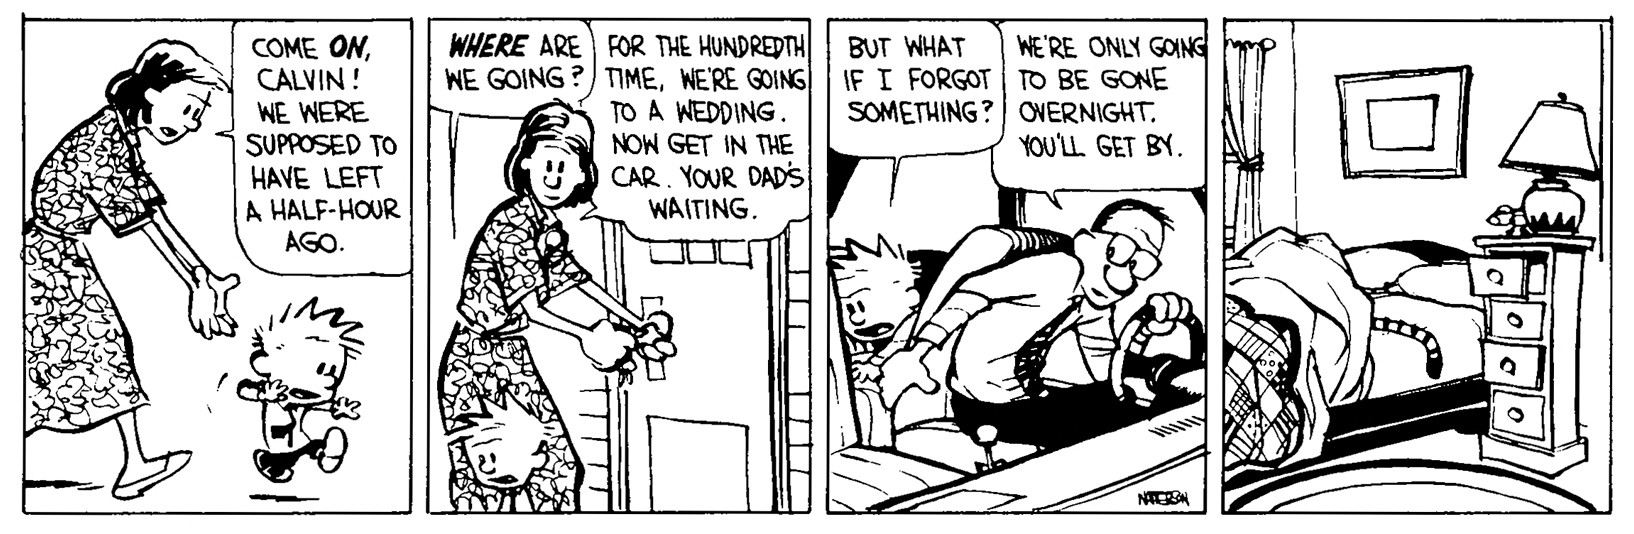 COME ON,
CALVIN!
WE WERE
SUPPOSED TO
HAVE LEFT
A HALF-HOUR
AGO.
WHERE ARE
WE GOING?
FOR THE HUNDREDTH
TIME, WE'RE GOING
TO A WEDDING.
NOW GET IN THE
CAR. YOUR DAD'S
WAITING.
BUT WHAT
IF I FORGOT
SOMETHING?
WE'RE ONLY GOING
TO BE GONE
OVERNIGHT.
YOU'LL GET BY.
WATTERSON